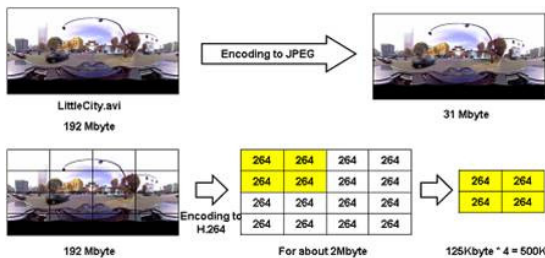 Encoding to JPEG
LittleCity.avi
192 Mbyte
31 Mbyte
264 264 264 264
264 264 264 264
264 264 264 264
264 264 264 264
264 264
264 264
Encoding to
H.264
192 Mbyte
For about 2Mbyte
125Kbyte * 4 = 500K